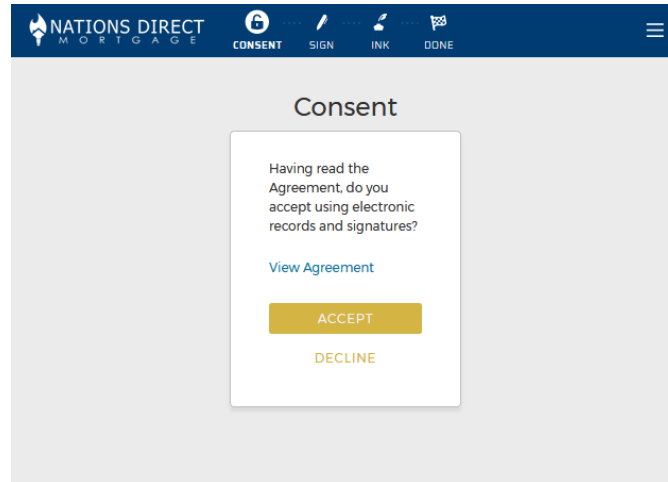 NATIONS DIRECT
MORTGAGE
CONSENT SIGN INK DONE
Consent
Having read the
Agreement, do you
accept using electronic
records and signatures?
View Agreement
ACCEPT
DECLINE